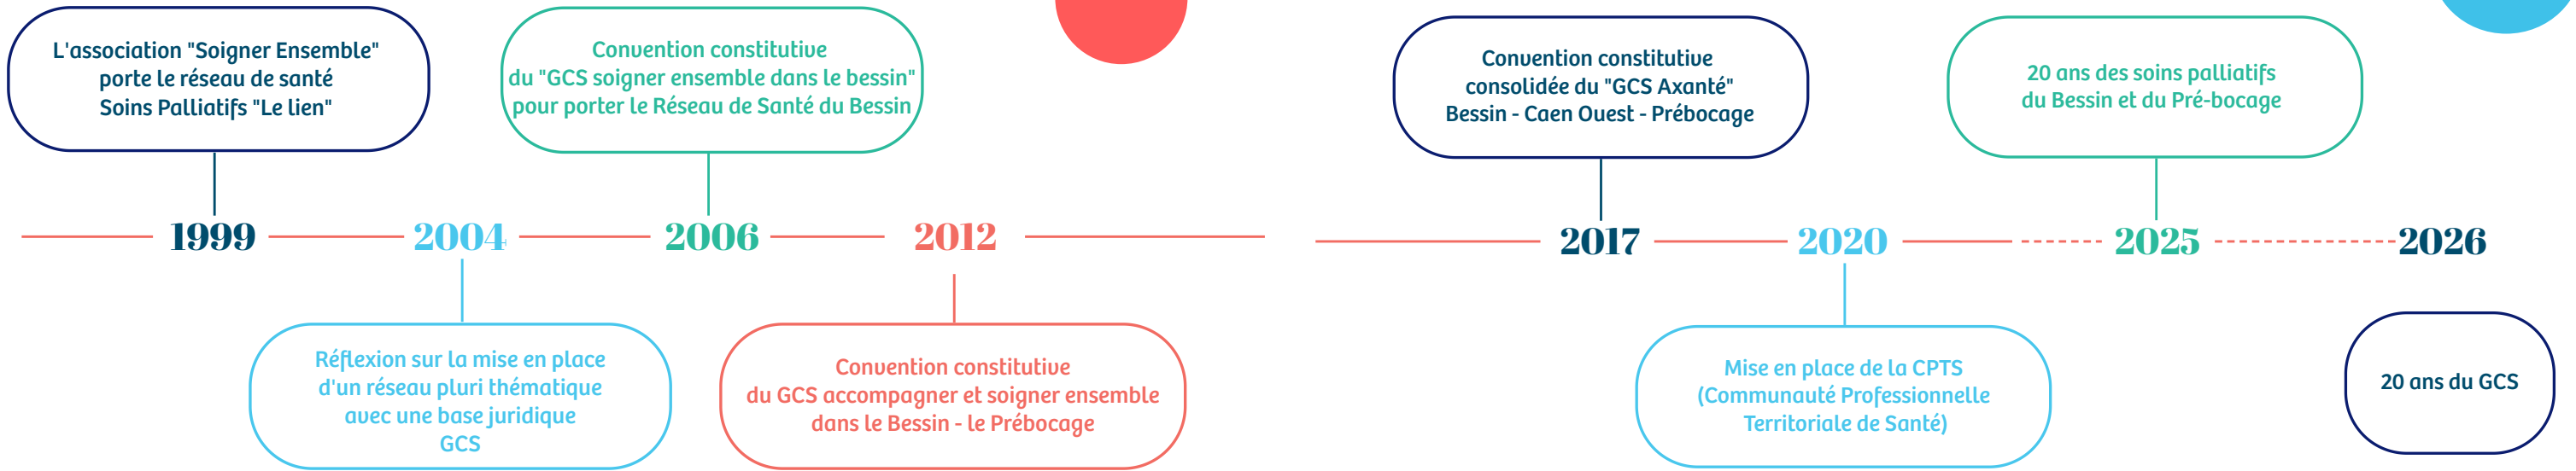 L'association "Soigner Ensemble"
porte le réseau de santé
Soins Palliatifs "Le lien"
Convention constitutive
du "GCS soigner ensemble dans le bessin"
pour porter le Réseau de Santé du Bessin
Convention constitutive
consolidée du "GCS Axanté"
Bessin - Caen Ouest - Prébocage
20 ans des soins palliatifs
du Bessin et du Pré-bocage
1999
2004
2006
2012
2017
2020
2025
2026
Réflexion sur la mise en place
d'un réseau pluri thématique
avec une base juridique
GCS
Convention constitutive
du GCS accompagner et soigner ensemble
dans le Bessin - le Prébocage
Mise en place de la CPTS
(Communauté Professionnelle
Territoriale de Santé)
20 ans du GCS